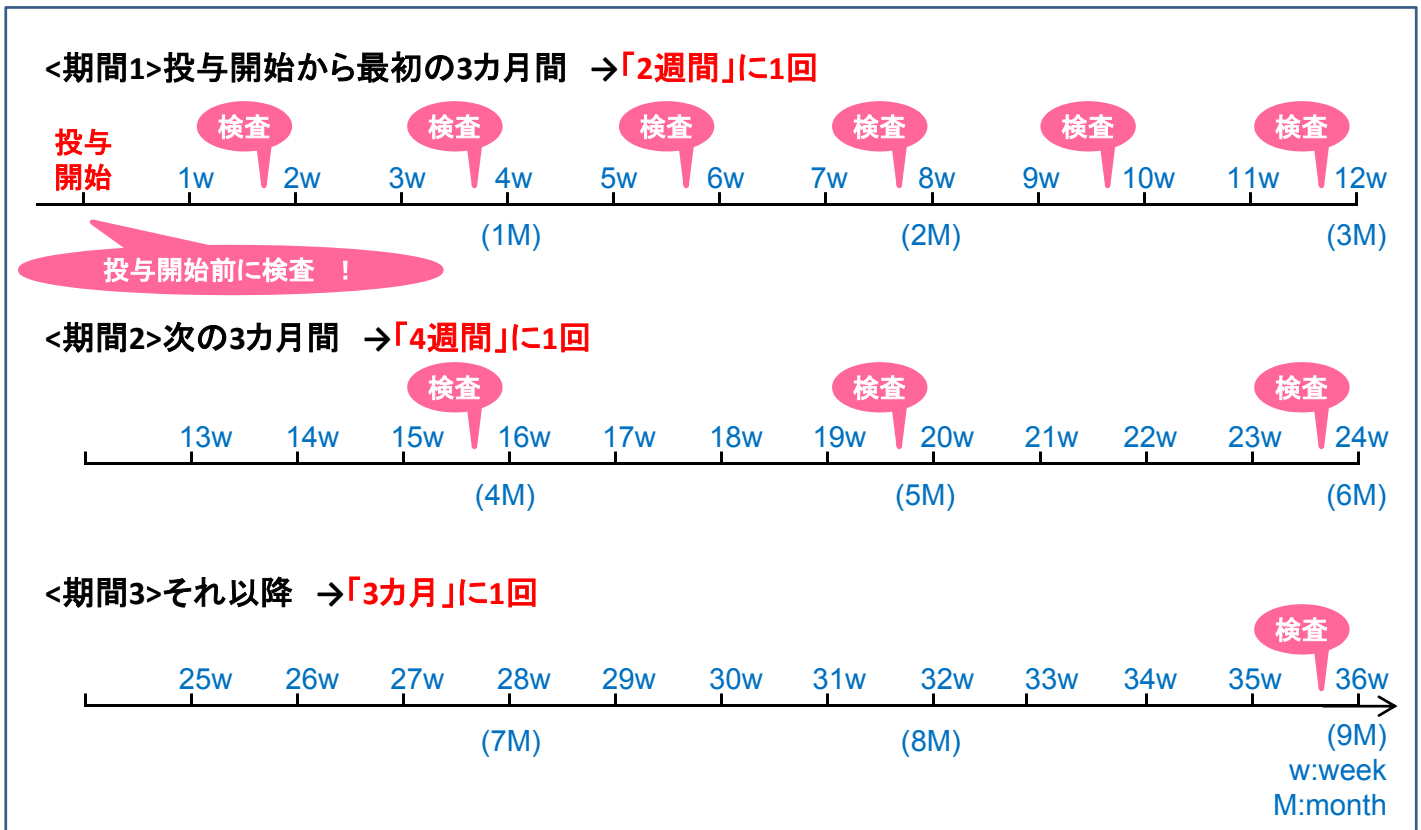 <期間1>投与開始から最初の3カ月間 →「2週間」に1回
検査 検査 検査 検査 検査 検査
投与
開始
1w 2w 3w 4w 5w 6w 7w 8w 9w 10w 11w 12w
(1M) (2M) (3M)
投与開始前に検査 !
<期間2>次の3カ月間 →「4週間」に1回
検査 検査 検査
13w 14w 15w 16w 17w 18w 19w 20w 21w 22w 23w 24w
(4M) (5M) (6M)
<期間3>それ以降 →「3カ月」に1回
検査
25w 26w 27w 28w 29w 30w 31w 32w 33w 34w 35w 36w
(7M) (8M) (9M)
w:week
M:month